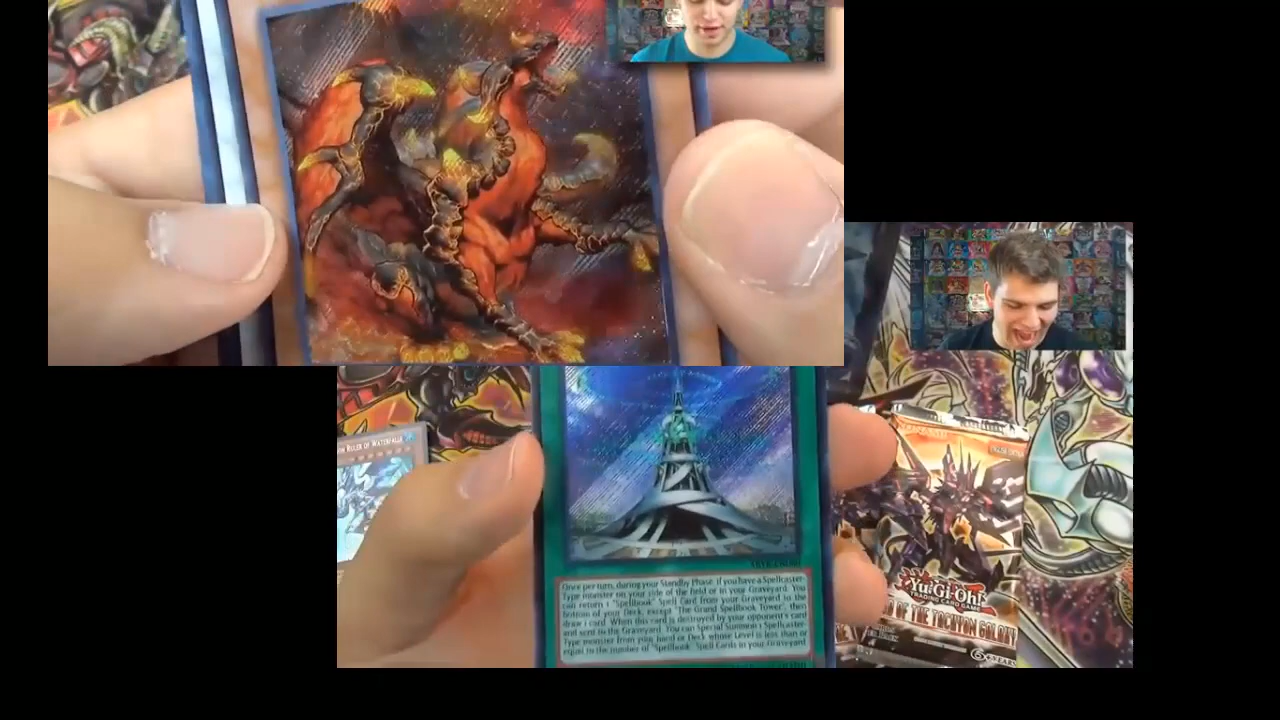 N RULER OF WATERFALLS
Once per turn, during your Standby Phase, if you have a Spellcaster-
Type monster on your side of the field or in your Graveyard: You
can return 1 "Spellbook" Spell Card from your Graveyard to the
bottom of your Deck, except "The Grand Spellbook Tower", then
draw 1 card. When this card is destroyed by your opponent's card
and sent to the Graveyard: You can Special Summon 1 Spellcaster-
Type monster from your hand or Deck whose Level is less than or
equal to the number of "Spellbook" Spell Cards in your Graveyard
Yu-Gi-Oh!
TRADING CARD GAME
D OF THE TACHYON GALAXY